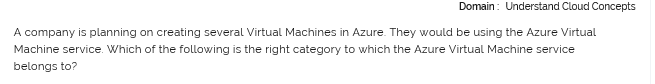 Domain : Understand Cloud Concepts
A company is planning on creating several Virtual Machines in Azure. They would be using the Azure Virtual
Machine service. Which of the following is the right category to which the Azure Virtual Machine service
belongs to?